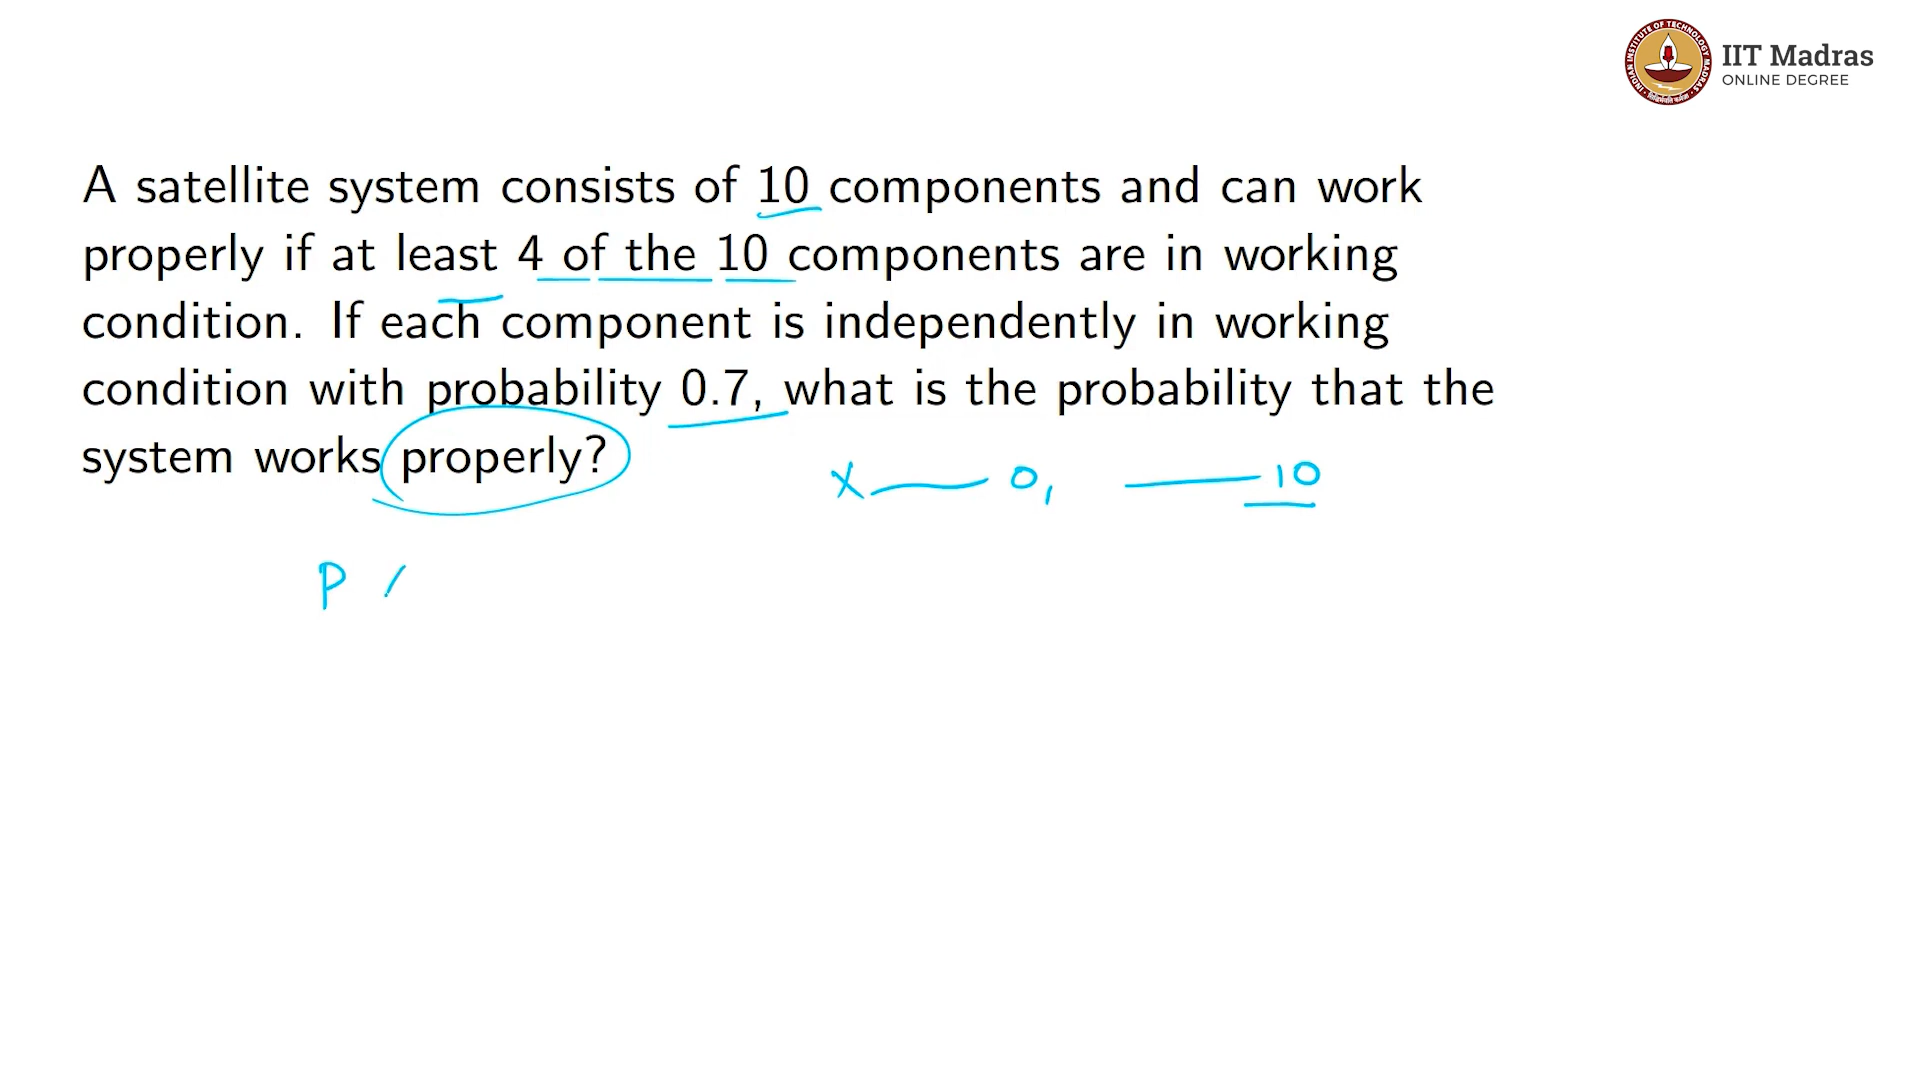 IIT Madras
ONLINE DEGREE
A satellite system consists of 10 components and can work
properly if at least 4 of the 10 components are in working
condition. If each component is independently in working
condition with probability 0.7, what is the probability that the
system works properly?
X — 0, — 10
P (